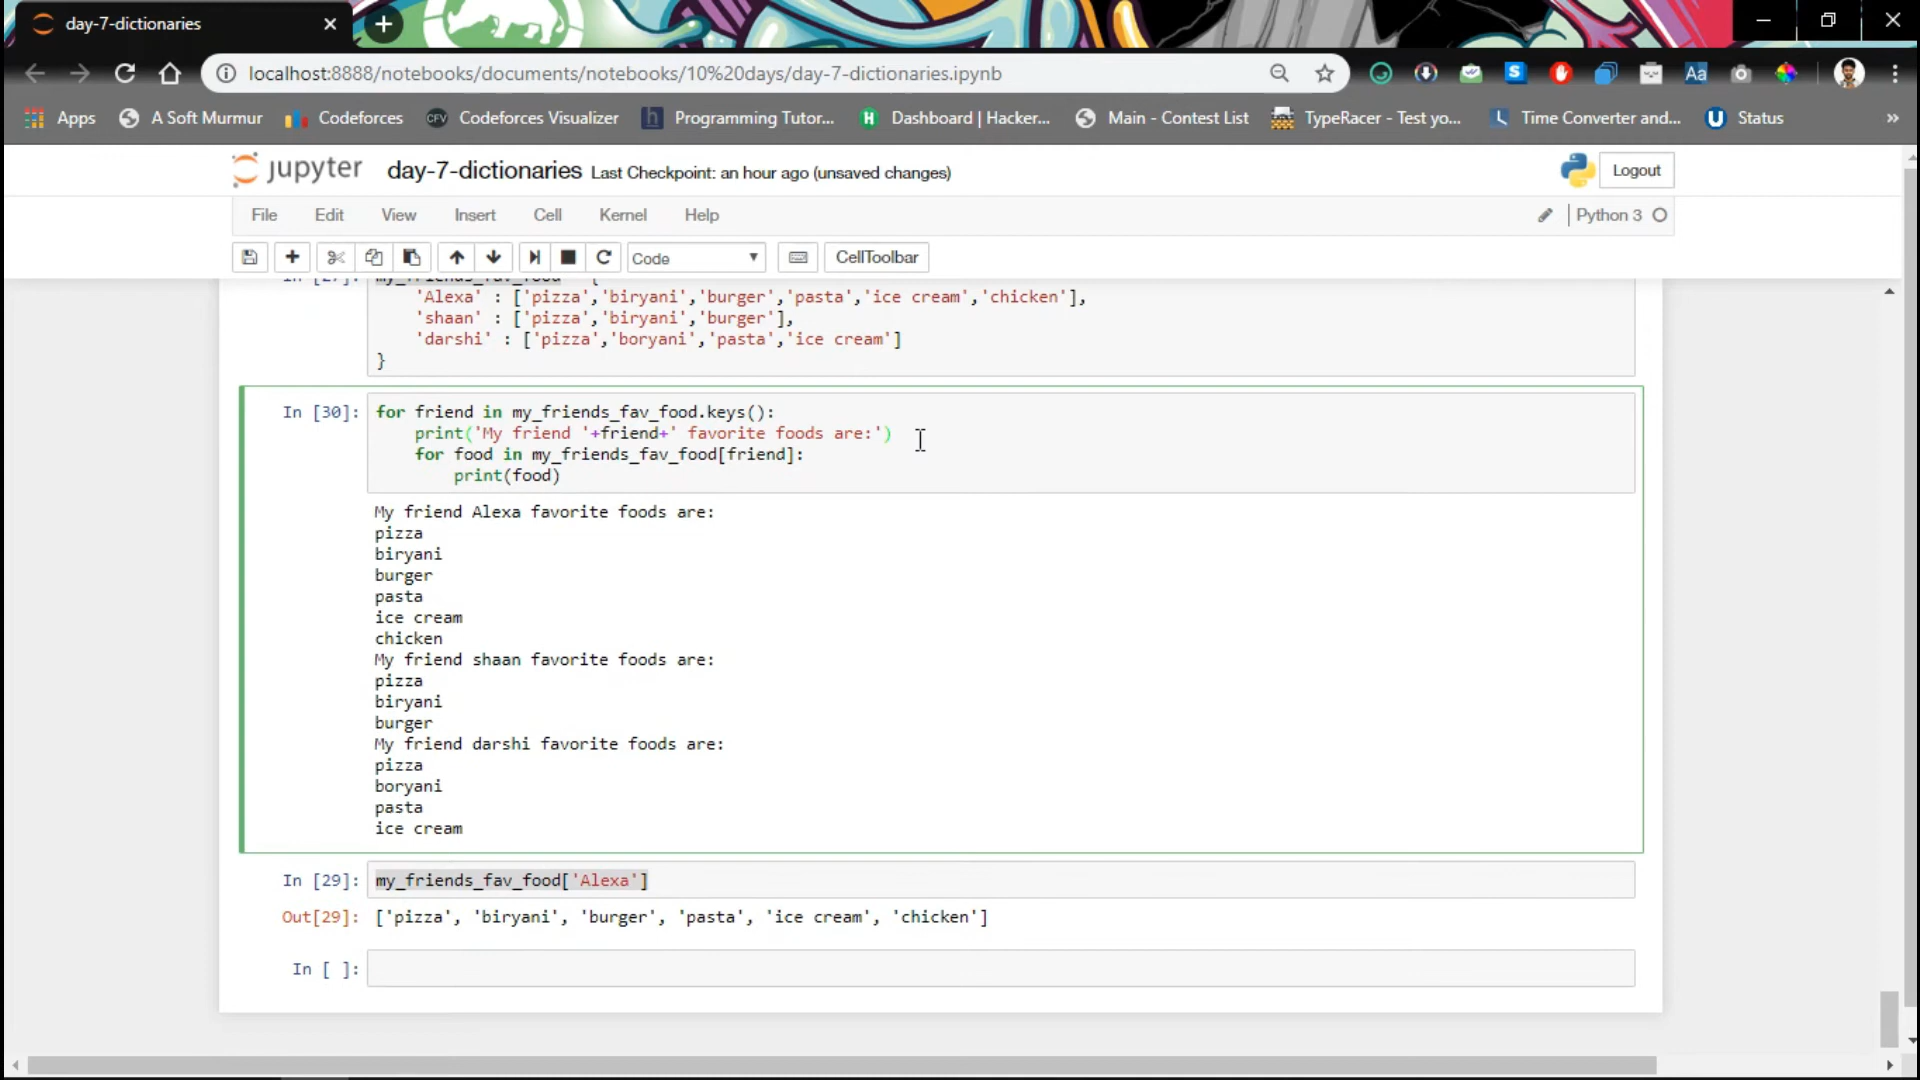 day-7-dictionaries
localhost:8888/notebooks/documents/notebooks/10%20days/day-7-dictionaries.ipynb
Apps A Soft Murmur Codeforces CFV Codeforces Visualizer h Programming Tutor... H Dashboard | Hacker... Main - Contest List TypeRacer - Test yo... Time Converter and... U Status »
jupyter day-7-dictionaries Last Checkpoint: an hour ago (unsaved changes) Logout
File Edit View Insert Cell Kernel Help Python 3
Code CellToolbar
In [27]: my_friends_fav_food = {
'Alexa' : ['pizza','biryani','burger','pasta','ice cream','chicken'],
'shaan' : ['pizza','biryani','burger'],
'darshi' : ['pizza','boryani','pasta','ice cream']
}
In [30]: for friend in my_friends_fav_food.keys():
print('My friend '+friend+' favorite foods are:')
for food in my_friends_fav_food[friend]:
print(food)
My friend Alexa favorite foods are:
pizza
biryani
burger
pasta
ice cream
chicken
My friend shaan favorite foods are:
pizza
biryani
burger
My friend darshi favorite foods are:
pizza
boryani
pasta
ice cream
In [29]: my_friends_fav_food['Alexa']
Out[29]: ['pizza', 'biryani', 'burger', 'pasta', 'ice cream', 'chicken']
In [ ]: